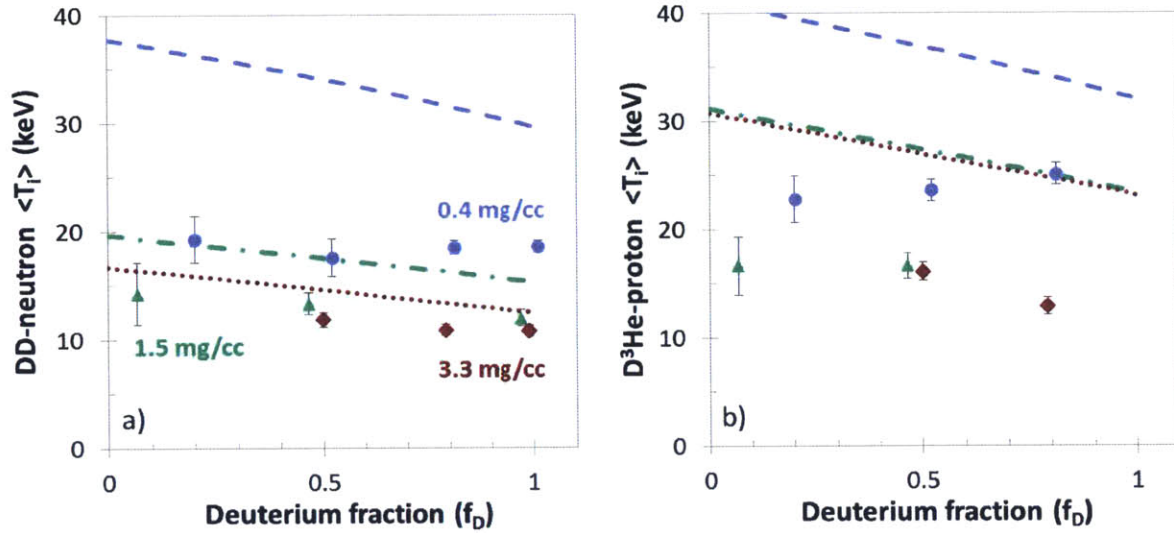 40
30
20
10
0
DD-neutron <Tᵢ> (keV)
0.4 mg/cc
1.5 mg/cc
3.3 mg/cc
a)
0
0.5
1
Deuterium fraction (f_D)
40
30
20
10
0
D³He-proton <Tᵢ> (keV)
b)
0
0.5
1
Deuterium fraction (f_D)